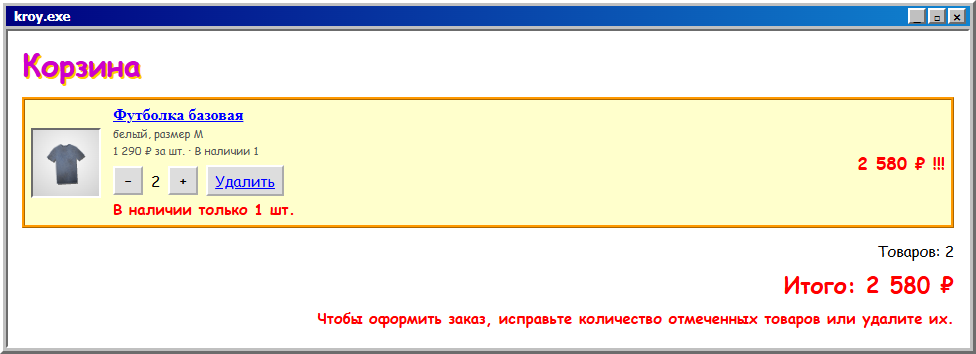 kroy.exe
Корзина
Футболка базовая
белый, размер M
1 290 ₽ за шт. · В наличии 1
- 2 + Удалить
В наличии только 1 шт.
2 580 ₽ !!!
Товаров: 2
Итого: 2 580 ₽
Чтобы оформить заказ, исправьте количество отмеченных товаров или удалите их.